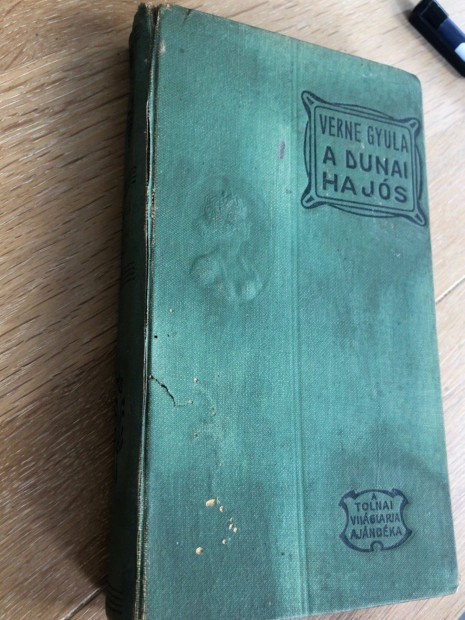 VERNE GYULA
A DUNAI
HAJÓS
A
TOLNAI
VILÁGLAPJA
AJÁNDÉKA